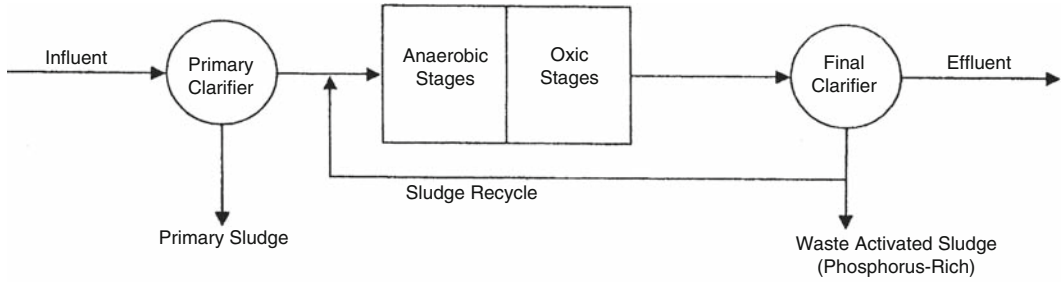 Influent
Primary
Clarifier
Anaerobic
Stages
Oxic
Stages
Final
Clarifier
Effluent
Sludge Recycle
Primary Sludge
Waste Activated Sludge
(Phosphorus-Rich)